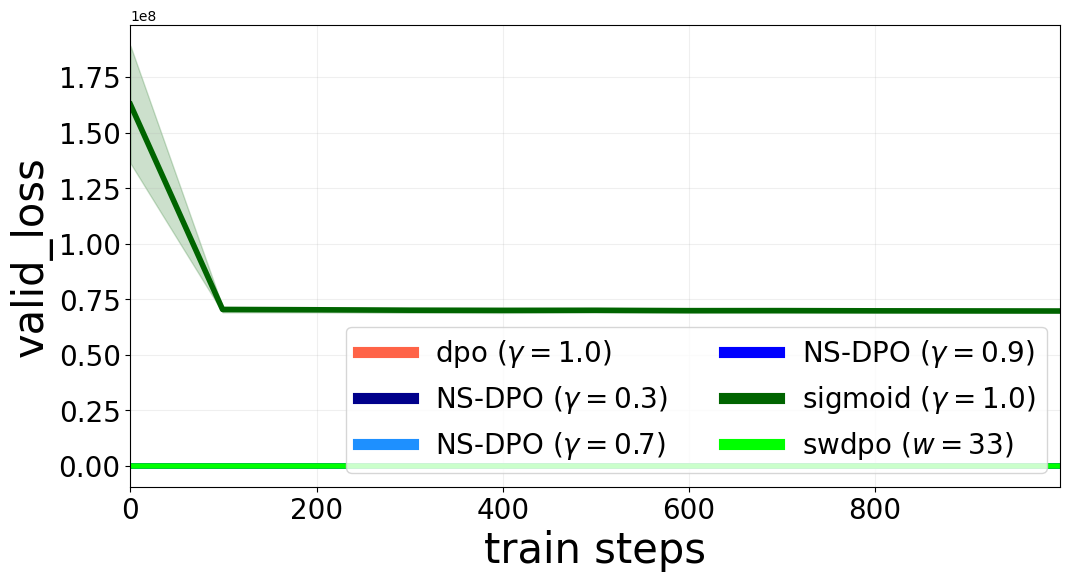 1e8
1.75
1.50
1.25
1.00
0.75
0.50
0.25
0.00
valid_loss
0 200 400 600 800
train steps
dpo (γ = 1.0)
NS-DPO (γ = 0.3)
NS-DPO (γ = 0.7)
NS-DPO (γ = 0.9)
sigmoid (γ = 1.0)
swdpo (w = 33)